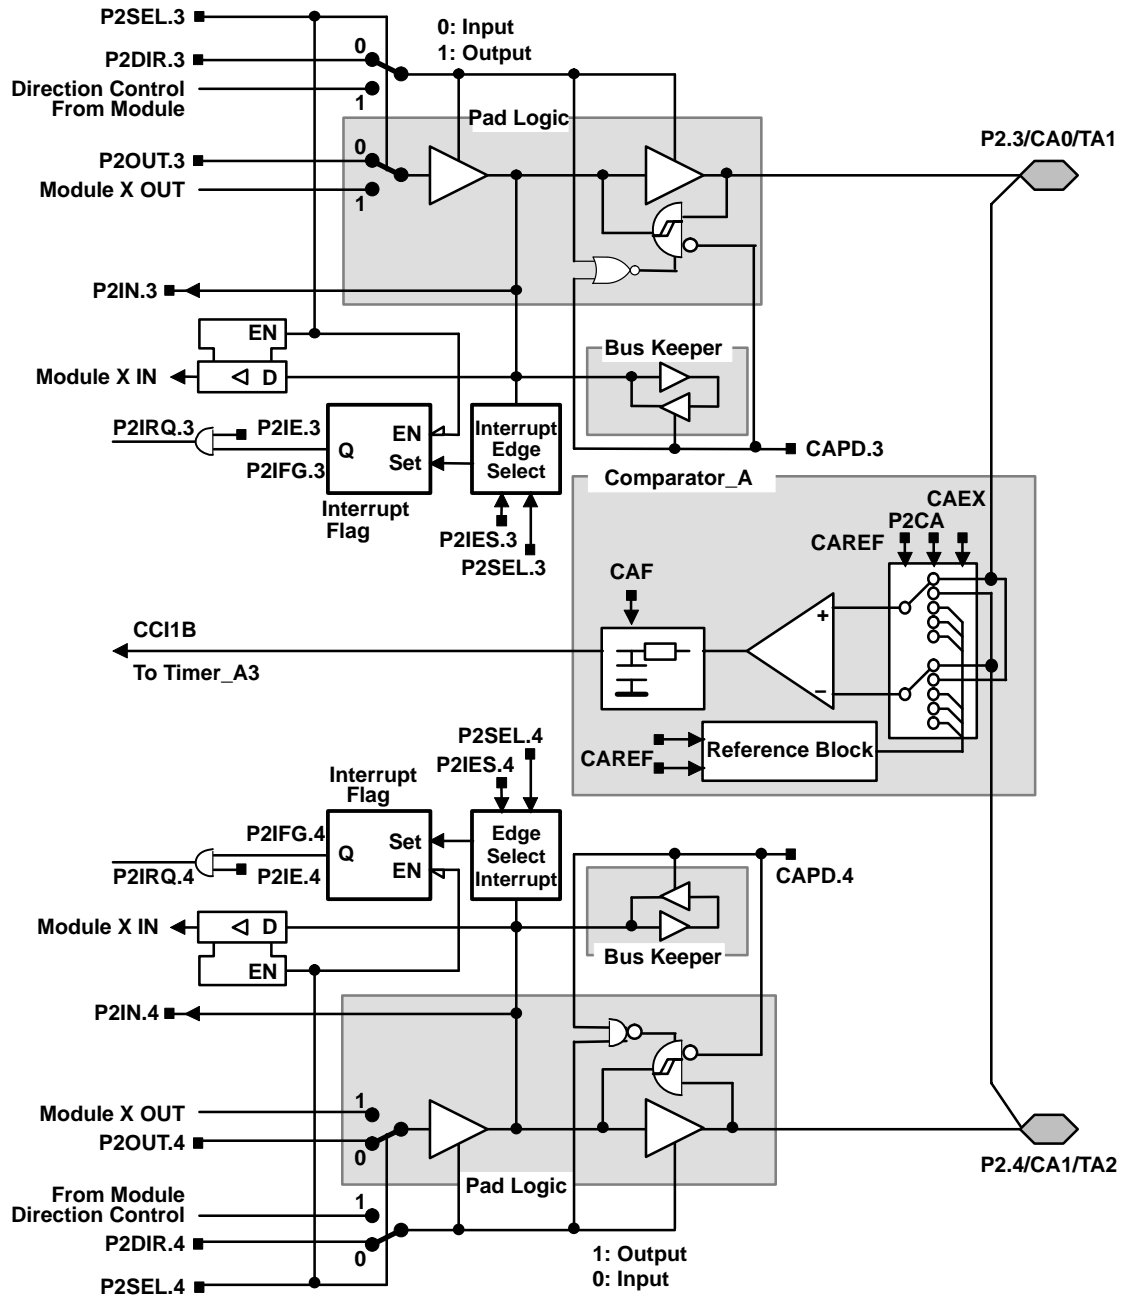 P2SEL.3
0: Input
1: Output
P2DIR.3
0
Direction Control
From Module
1
Pad Logic
P2OUT.3
0
Module X OUT
1
P2.3/CA0/TA1
P2IN.3
EN
Module X IN
D
Bus Keeper
P2IRQ.3
P2IE.3
P2IFG.3
Q
EN
Set
Interrupt
Flag
Interrupt
Edge
Select
P2IES.3
P2SEL.3
CAPD.3
Comparator_A
CAEX
P2CA
CAREF
CAF
CCI1B
To Timer_A3
+
−
Reference Block
CAREF
P2SEL.4
P2IES.4
Interrupt
Flag
P2IFG.4
P2IRQ.4
P2IE.4
Q
Set
EN
Edge
Select
Interrupt
CAPD.4
Module X IN
D
EN
Bus Keeper
P2IN.4
Module X OUT
1
P2OUT.4
0
Pad Logic
P2.4/CA1/TA2
From Module
Direction Control
1
P2DIR.4
0
1: Output
0: Input
P2SEL.4